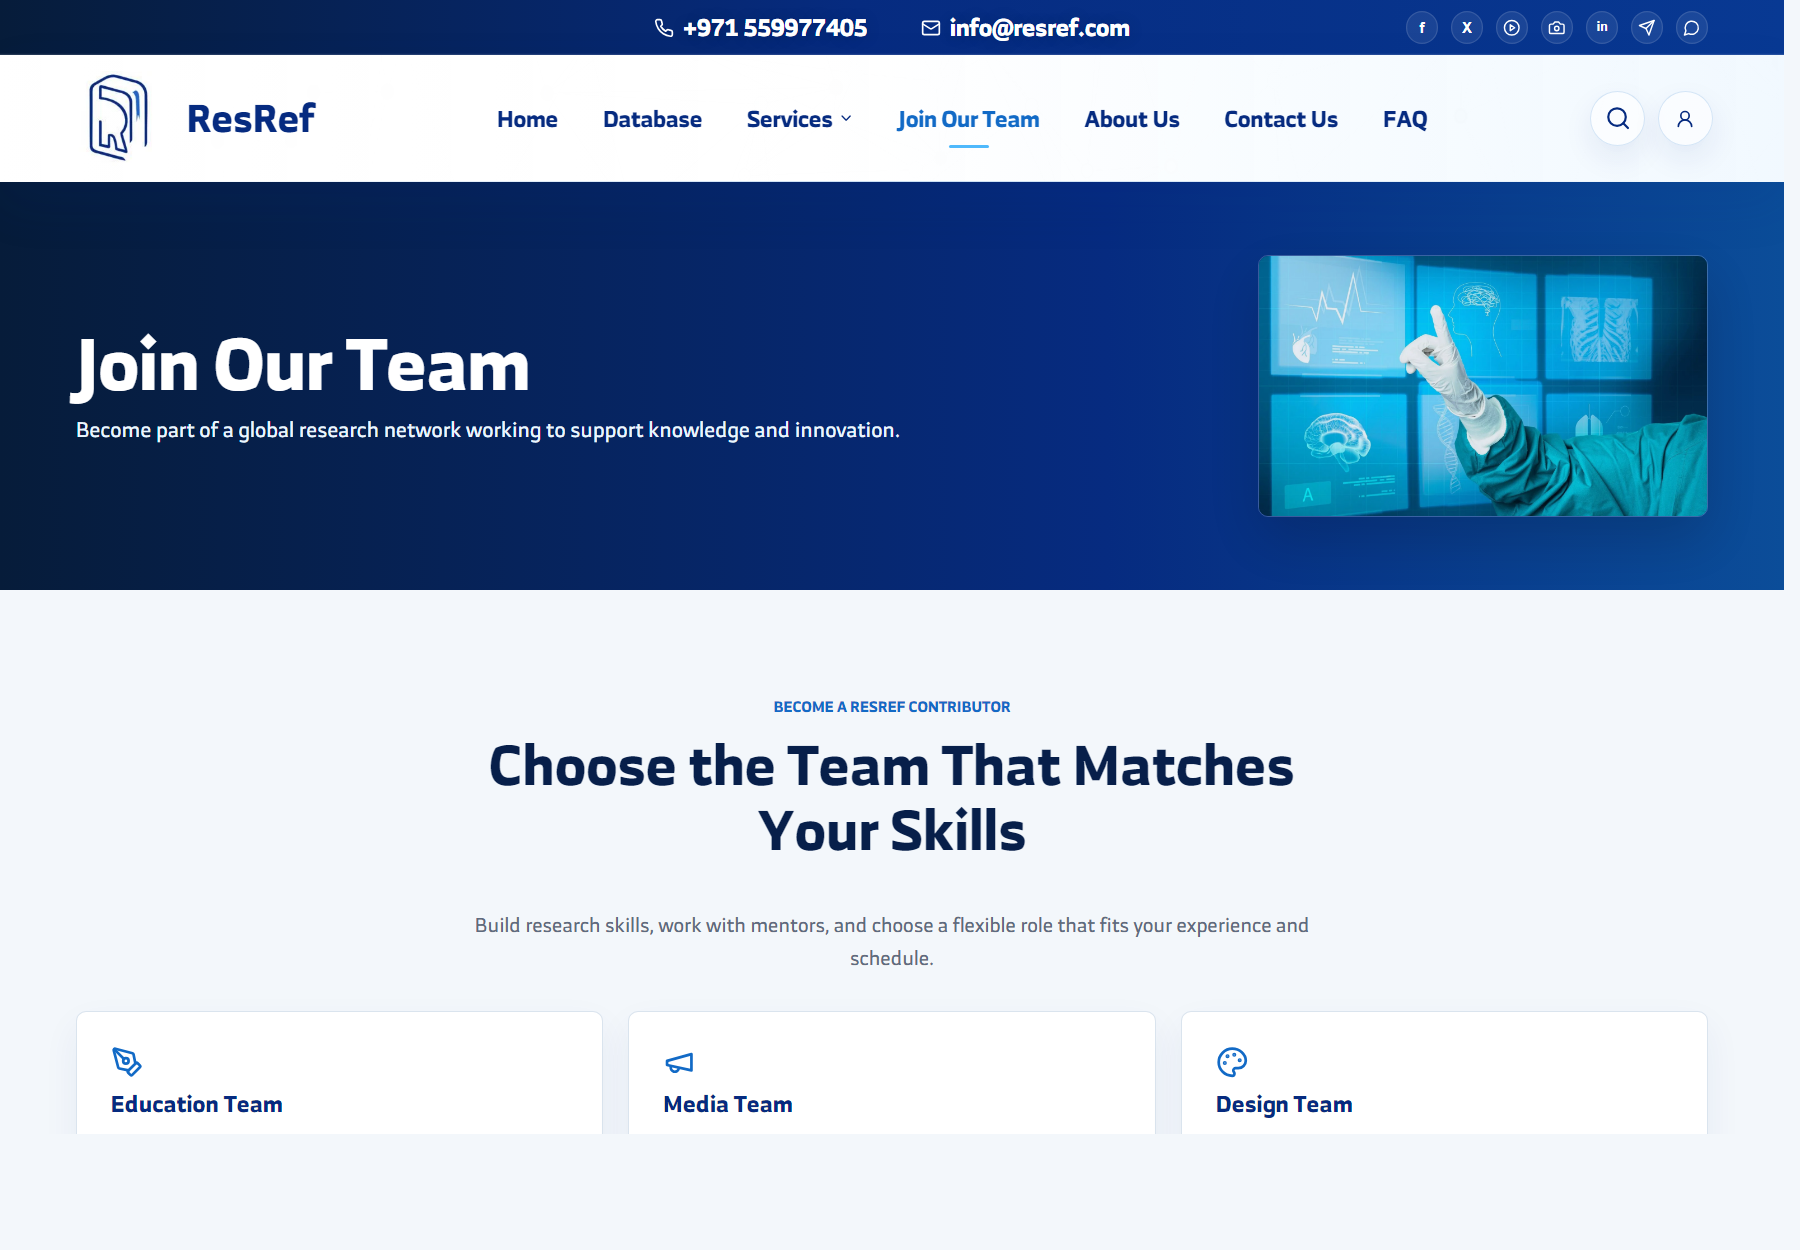 +971 559977405
info@resref.com
f
X
in
ResRef
Home
Database
Services
Join Our Team
About Us
Contact Us
FAQ
Join Our Team
Become part of a global research network working to support knowledge and innovation.
A
BECOME A RESREF CONTRIBUTOR
Choose the Team That Matches
Your Skills
Build research skills, work with mentors, and choose a flexible role that fits your experience and
schedule.
Education Team
Media Team
Design Team